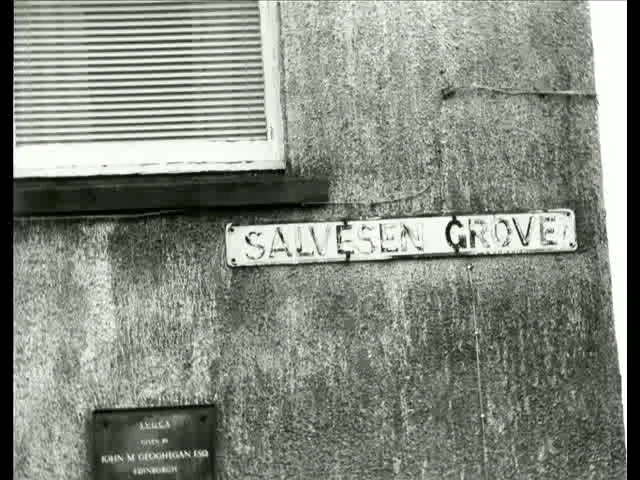 SALVESEN GROVE
GIVEN BY
JOHN M GEOGHEGAN ESQ
EDINBURGH